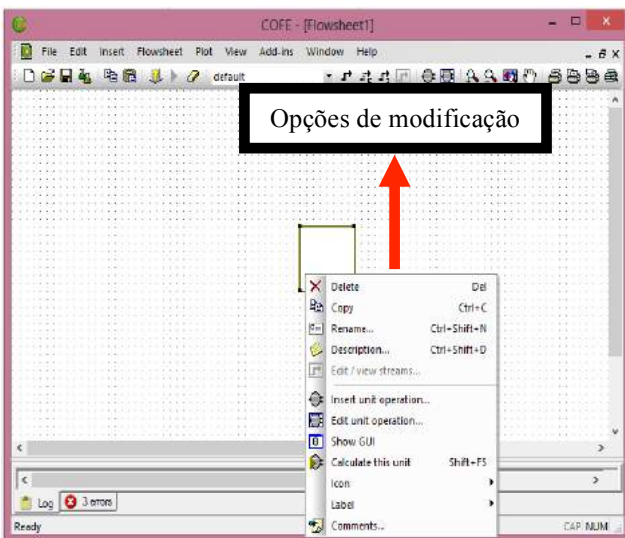 COFE - [Flowsheet1]
File Edit Insert Flowsheet Plot View Add-ins Window Help
default
Opções de modificação
Delete Del
Copy Ctrl+C
Rename... Ctrl+Shift+N
Description... Ctrl+Shift+D
Edit / view streams...
Insert unit operation...
Edit unit operation...
Show GUI
Calculate this unit Shift+F5
Icon
Label
Comments...
Log 3 errors
Ready CAP NUM